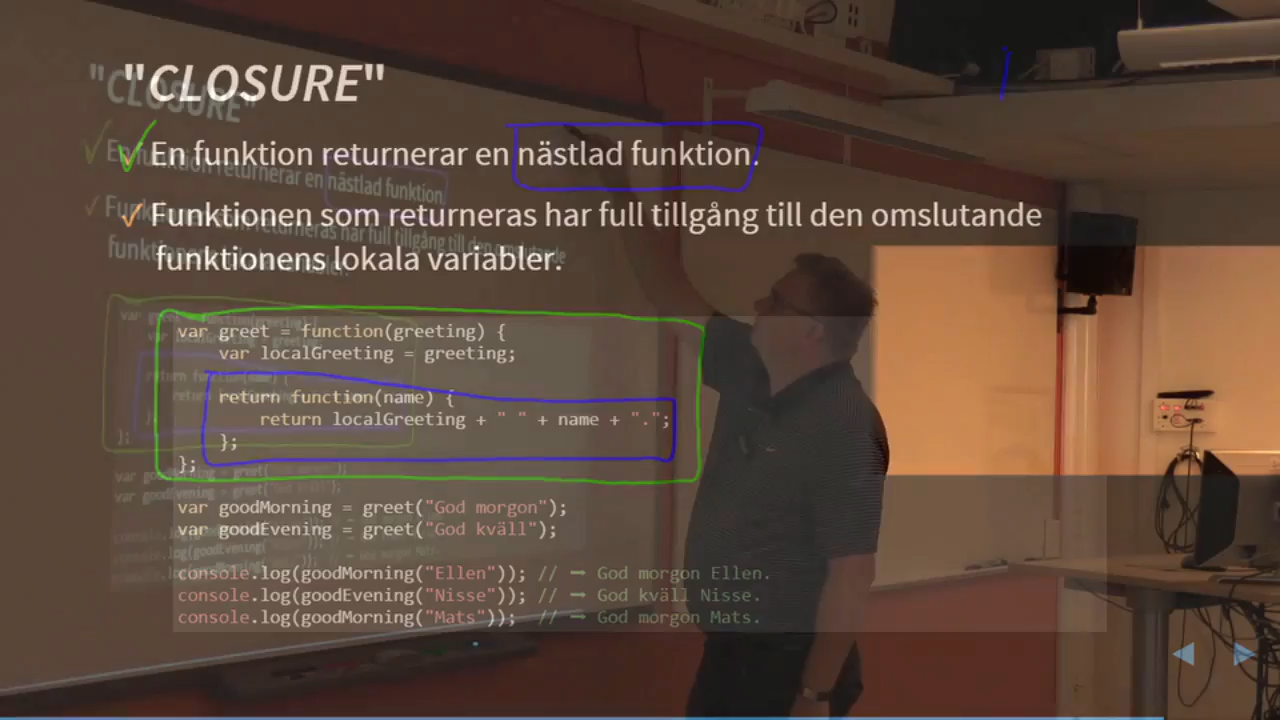 "CLOSURE"
En funktion returnerar en nästlad funktion.
Funktionen som returneras har full tillgång till den omslutande
funktionens lokala variabler.
var greet = function(greeting) {
var localGreeting = greeting;
return function(name) {
return localGreeting + " " + name + ".";
};
};
var goodMorning = greet("God morgon");
var goodEvening = greet("God kväll");
console.log(goodMorning("Ellen")); // → God morgon Ellen.
console.log(goodEvening("Nisse")); // → God kväll Nisse.
console.log(goodMorning("Mats")); // → God morgon Mats.